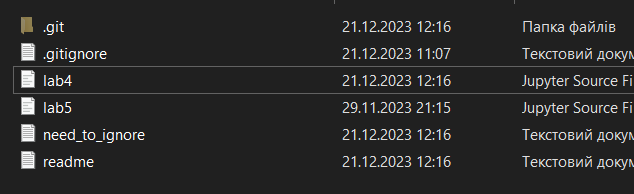 .git 21.12.2023 12:16 Папка файлів
.gitignore 21.12.2023 11:07 Текстовий докум
lab4 21.12.2023 12:16 Jupyter Source Fi
lab5 29.11.2023 21:15 Jupyter Source Fi
need_to_ignore 21.12.2023 12:16 Текстовий докум
readme 21.12.2023 12:16 Текстовий докум